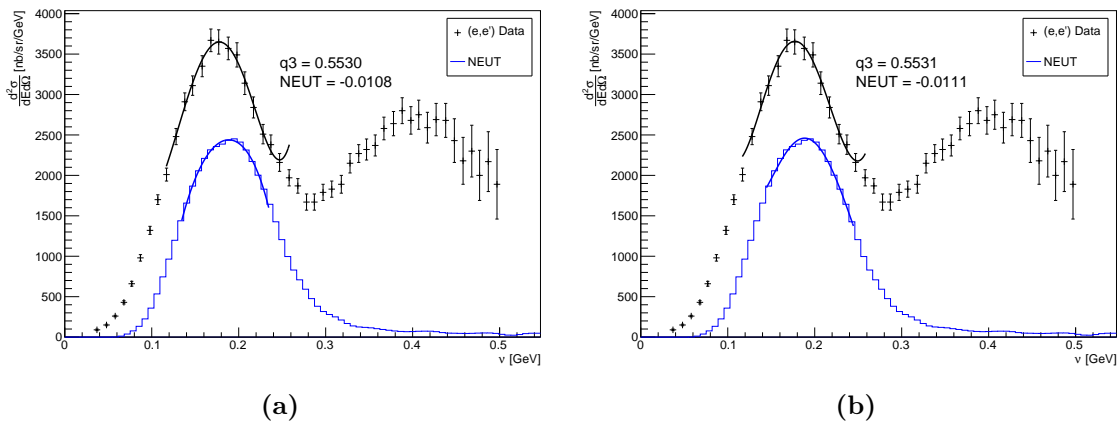 d²σ/dEdΩ [nb/sr/GeV]
4000
3500
3000
2500
2000
1500
1000
500
0
0
0.1
0.2
0.3
0.4
0.5
ν [GeV]
(e,e') Data
NEUT
q3 = 0.5530
NEUT = -0.0108
(a)
d²σ/dEdΩ [nb/sr/GeV]
4000
3500
3000
2500
2000
1500
1000
500
0
0
0.1
0.2
0.3
0.4
0.5
ν [GeV]
(e,e') Data
NEUT
q3 = 0.5531
NEUT = -0.0111
(b)